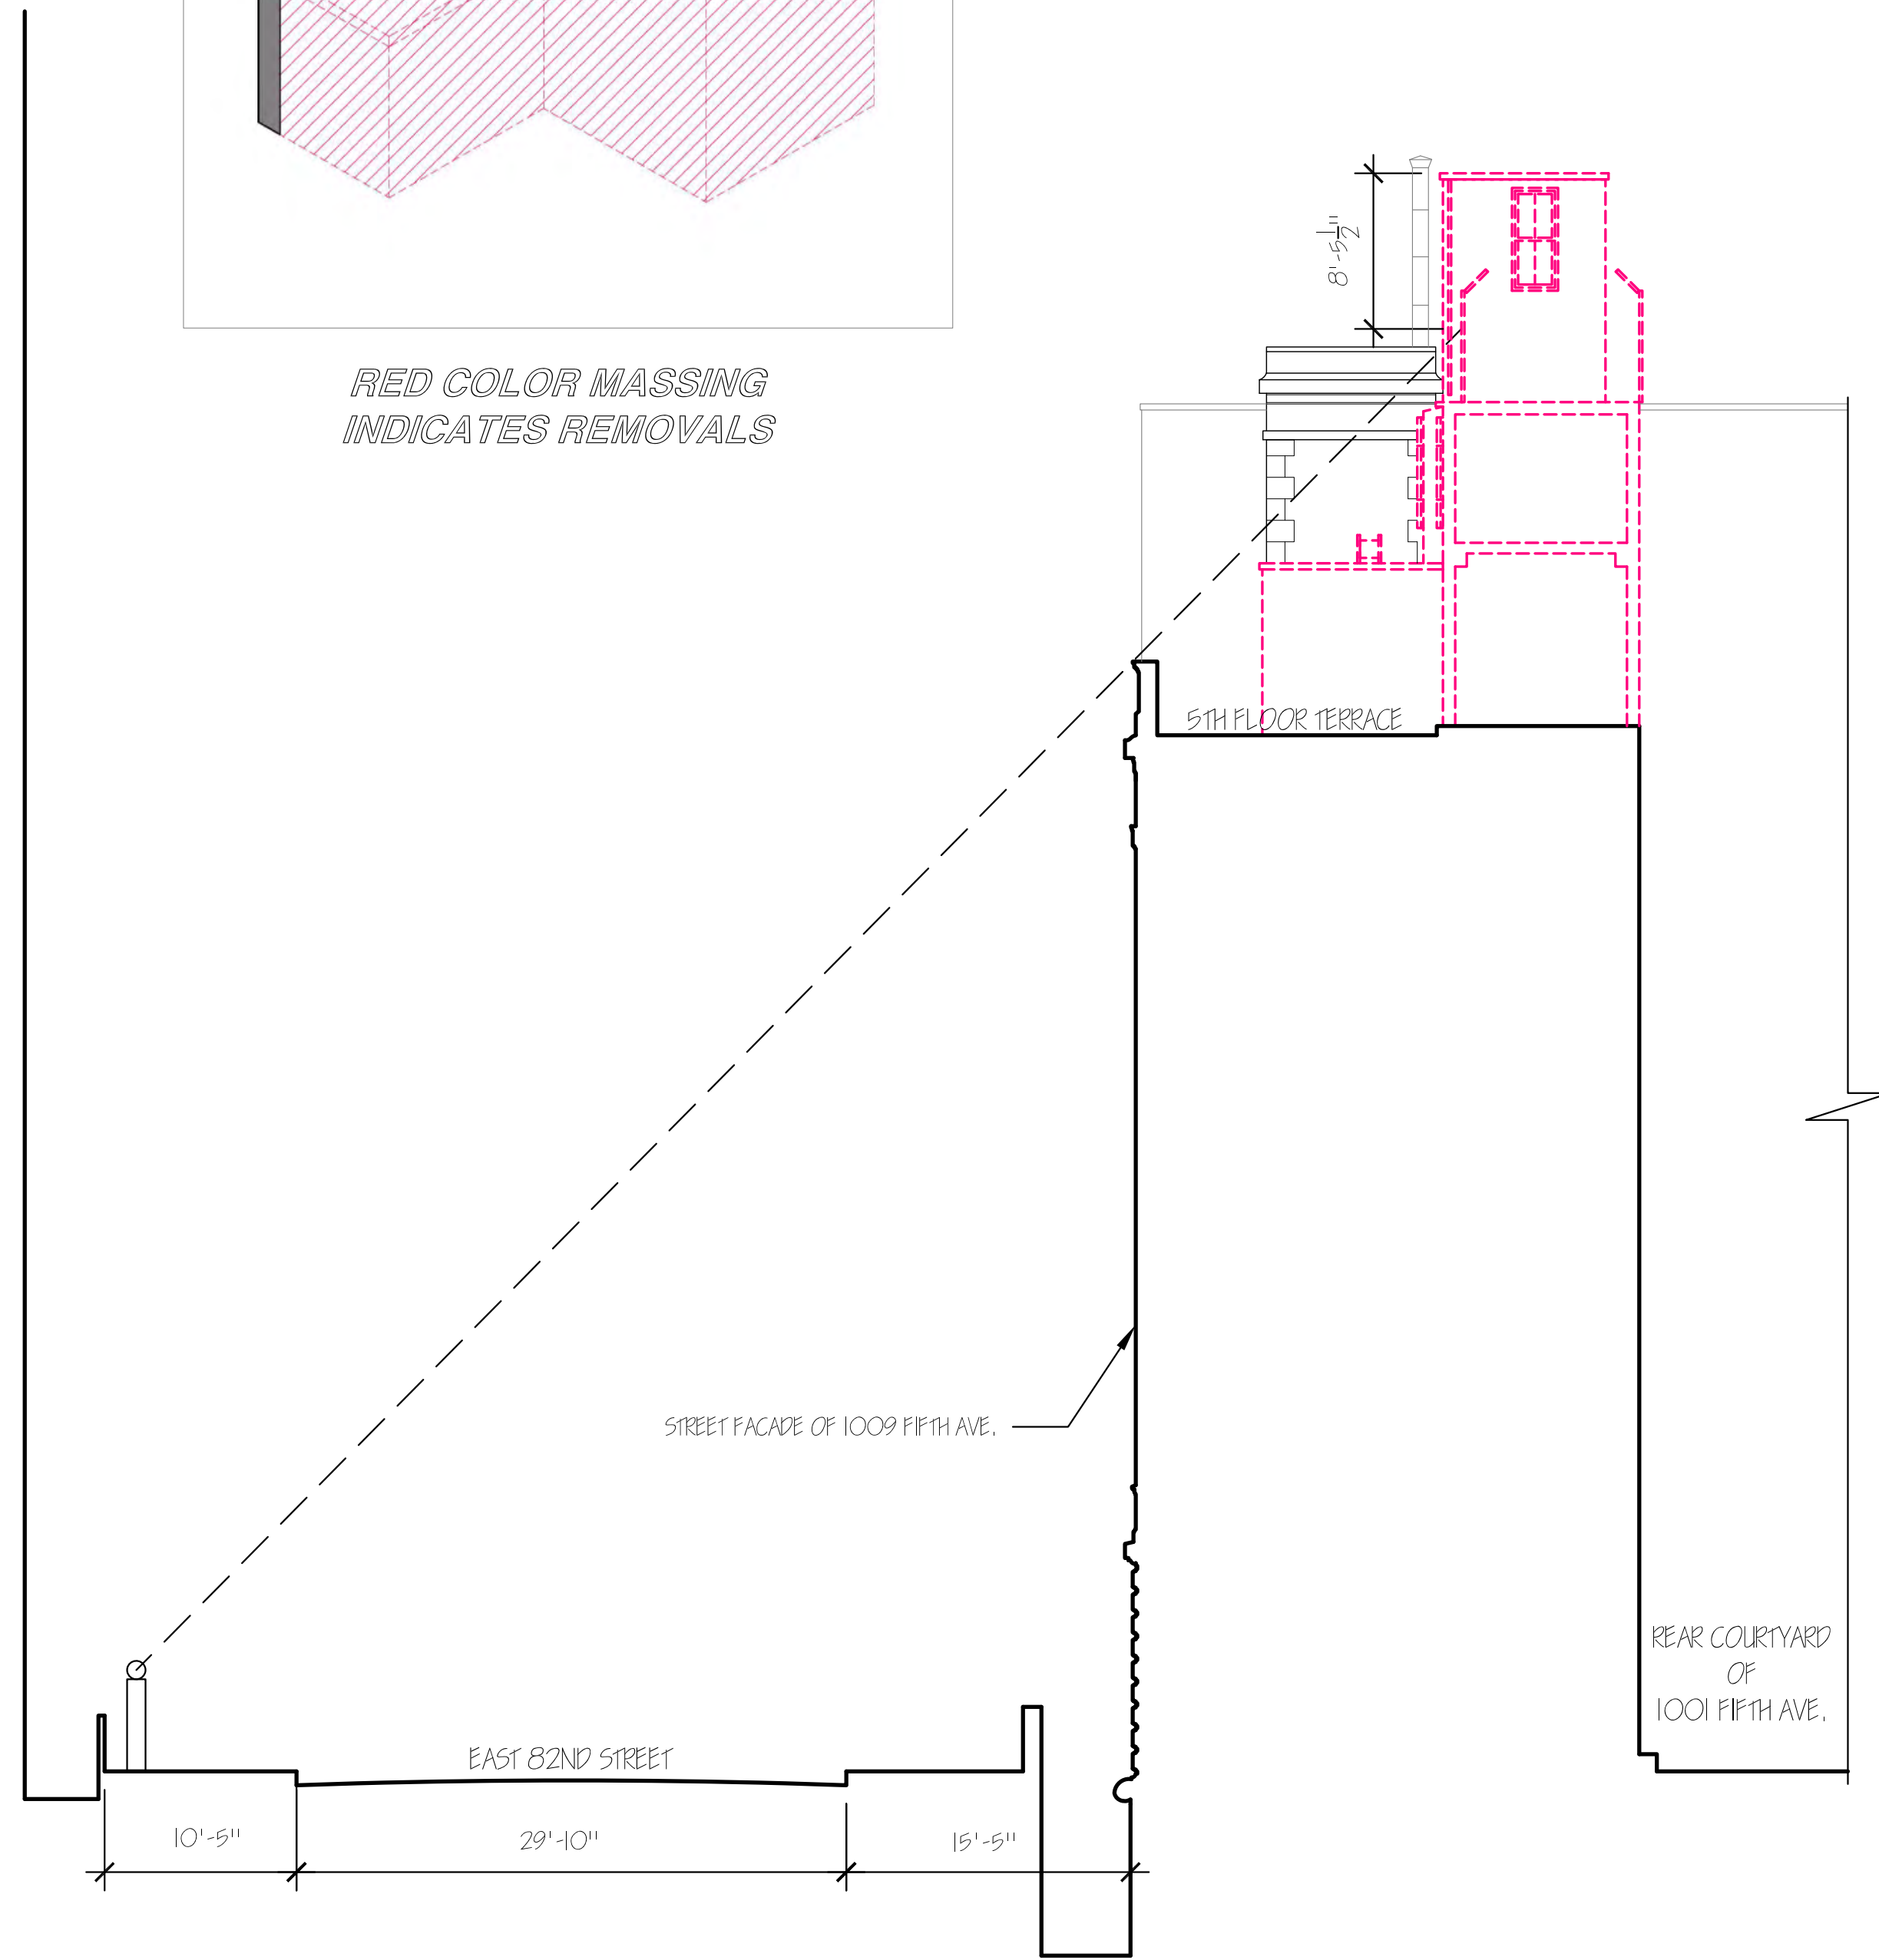 RED COLOR MASSING
INDICATES REMOVALS
8'-5 1/2"
5TH FLOOR TERRACE
STREET FACADE OF 1009 FIFTH AVE.
REAR COURTYARD
OF
1001 FIFTH AVE.
EAST 82ND STREET
10'-5"
29'-10"
15'-5"